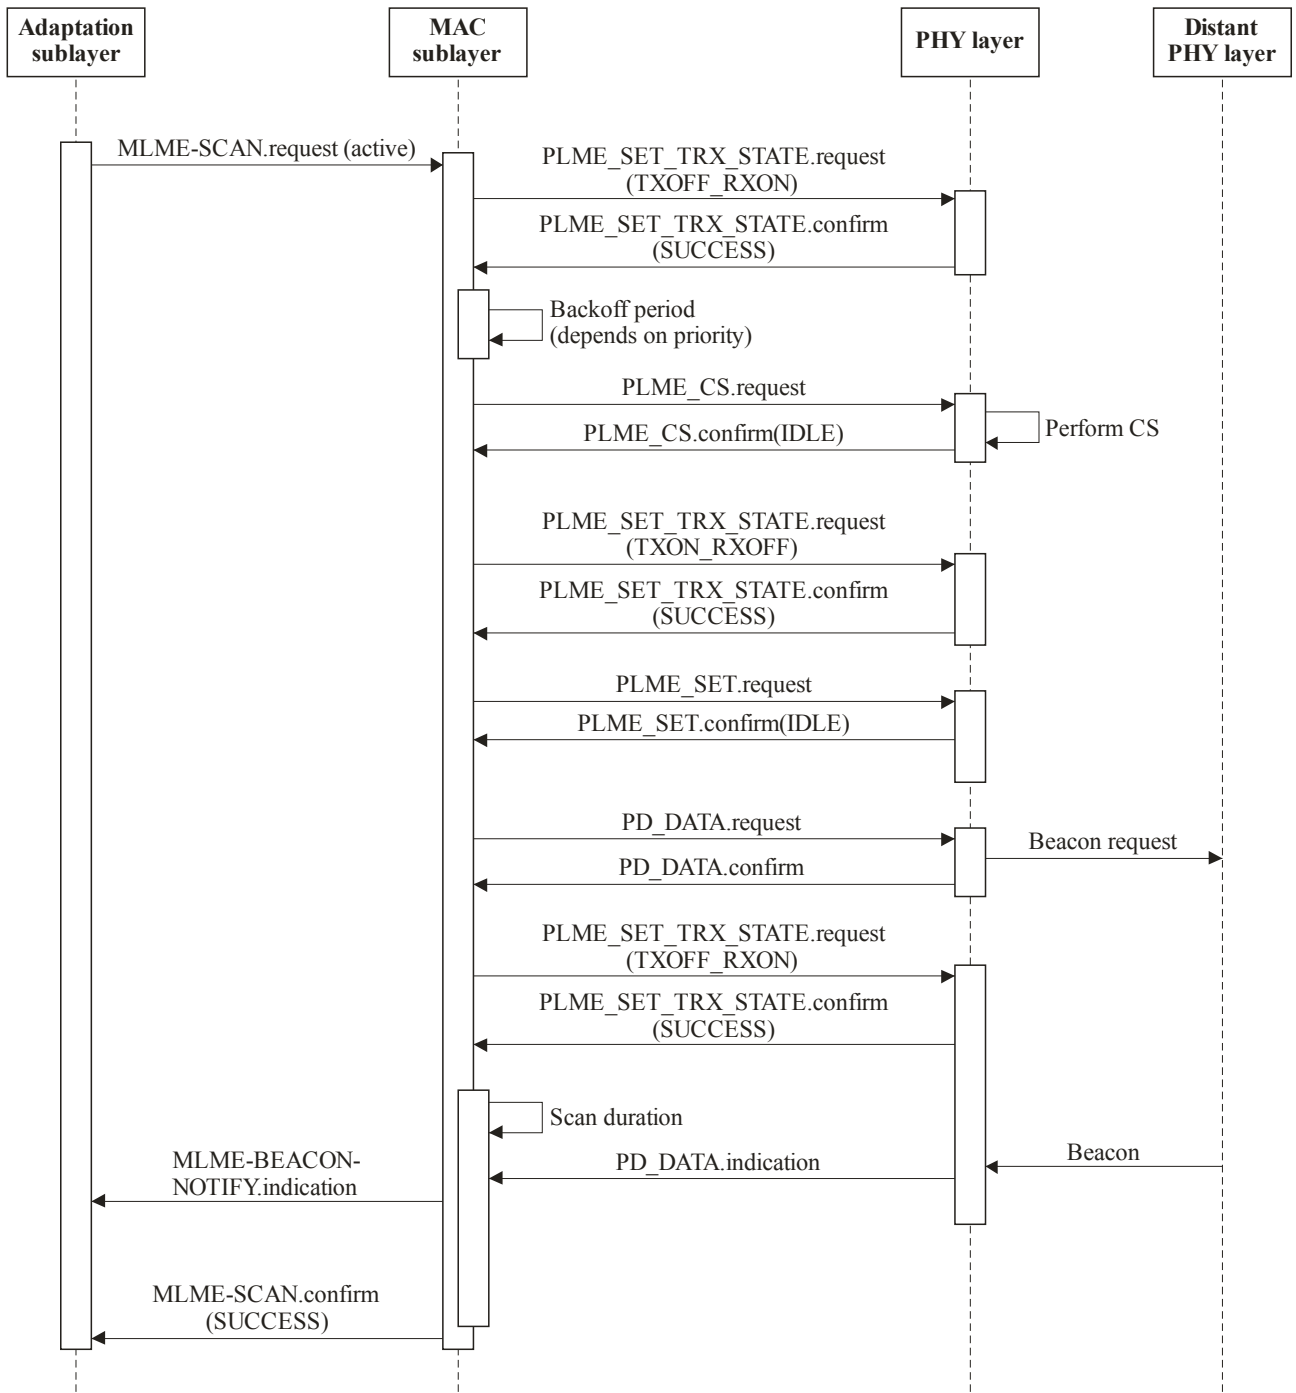 Adaptation
sublayer
MAC
sublayer
PHY layer
Distant
PHY layer
MLME-SCAN.request (active)
PLME_SET_TRX_STATE.request
(TXOFF_RXON)
PLME_SET_TRX_STATE.confirm
(SUCCESS)
Backoff period
(depends on priority)
PLME_CS.request
Perform CS
PLME_CS.confirm(IDLE)
PLME_SET_TRX_STATE.request
(TXON_RXOFF)
PLME_SET_TRX_STATE.confirm
(SUCCESS)
PLME_SET.request
PLME_SET.confirm(IDLE)
PD_DATA.request
Beacon request
PD_DATA.confirm
PLME_SET_TRX_STATE.request
(TXOFF_RXON)
PLME_SET_TRX_STATE.confirm
(SUCCESS)
Scan duration
Beacon
PD_DATA.indication
MLME-BEACON-
NOTIFY.indication
MLME-SCAN.confirm
(SUCCESS)